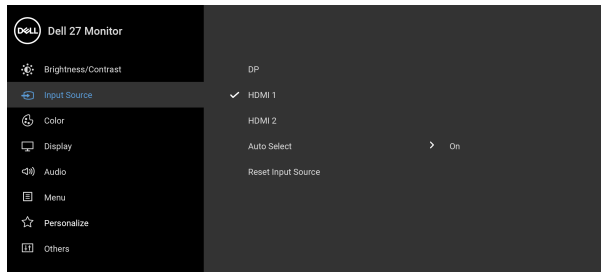 DELL Dell 27 Monitor
Brightness/Contrast DP
Input Source HDMI 1
Color HDMI 2
Display Auto Select On
Audio Reset Input Source
Menu
Personalize
Others